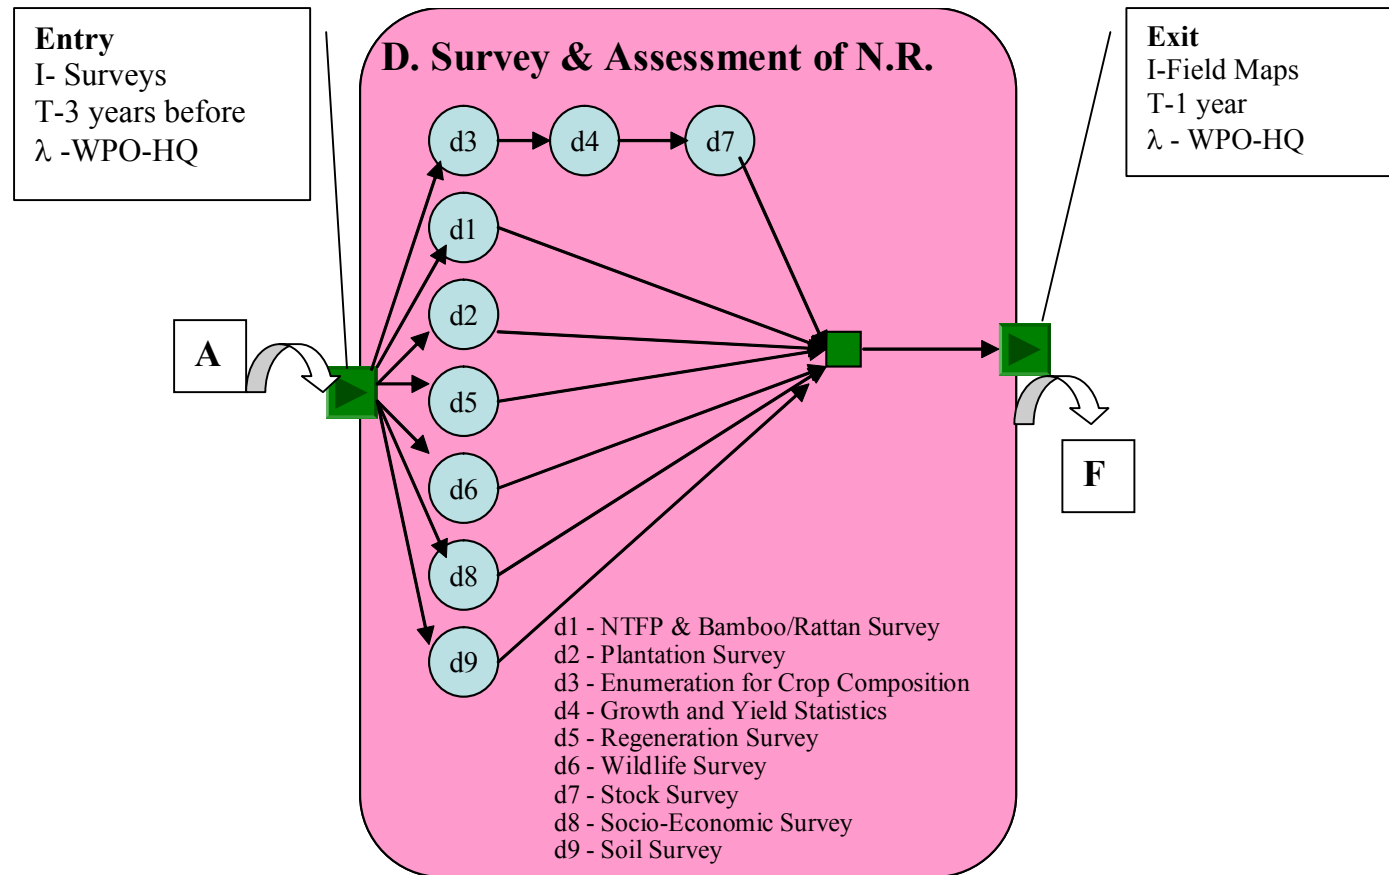 Entry
I- Surveys
T-3 years before
λ -WPO-HQ
D. Survey & Assessment of N.R.
Exit
I-Field Maps
T-1 year
λ - WPO-HQ
d3
d4
d7
d1
d2
A
d5
d6
F
d8
d9
d1 - NTFP & Bamboo/Rattan Survey
d2 - Plantation Survey
d3 - Enumeration for Crop Composition
d4 - Growth and Yield Statistics
d5 - Regeneration Survey
d6 - Wildlife Survey
d7 - Stock Survey
d8 - Socio-Economic Survey
d9 - Soil Survey